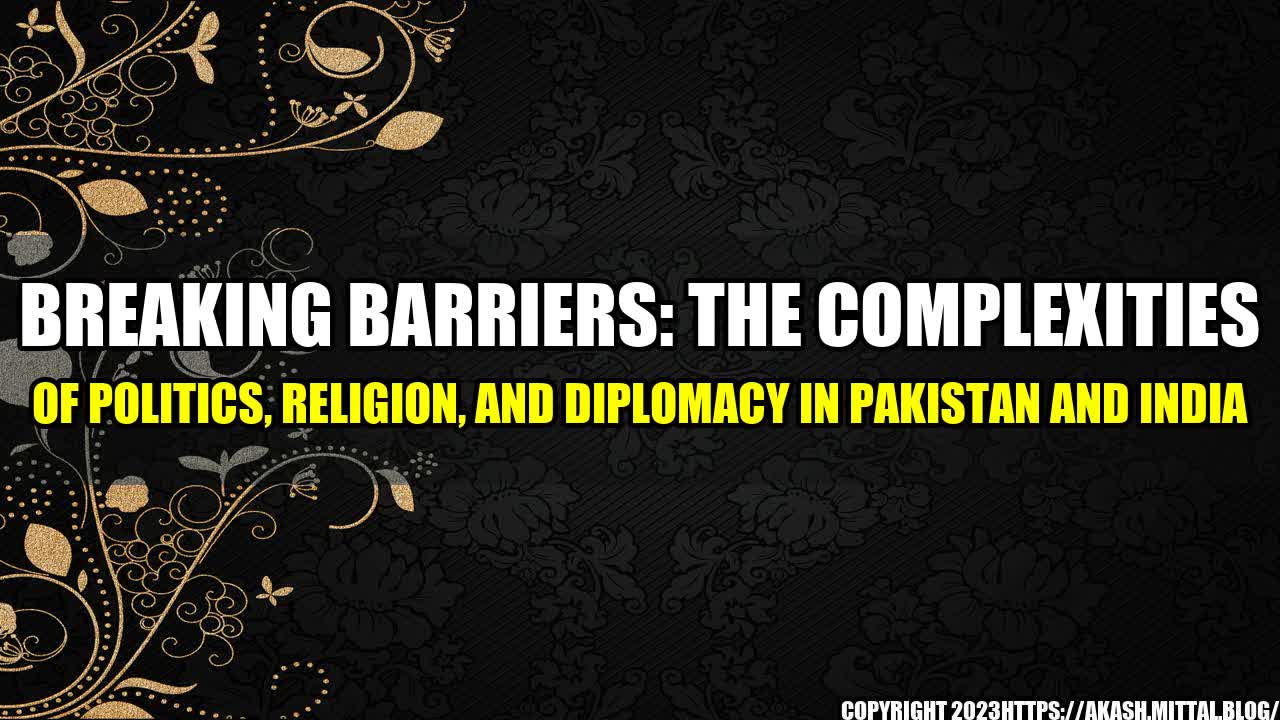 BREAKING BARRIERS: THE COMPLEXITIES
OF POLITICS, RELIGION, AND DIPLOMACY IN PAKISTAN AND INDIA
COPYRIGHT 2023HTTPS://AKASH.MITTAL.BLOG/